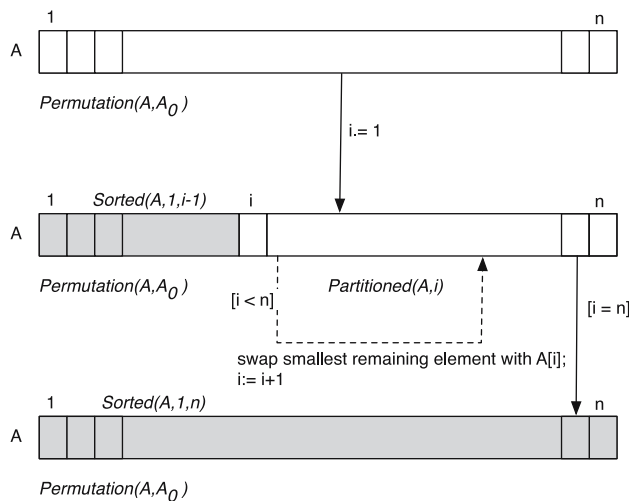 1 n
A
Permutation(A,A0)
i.= 1
1 Sorted(A,1,i-1) i n
A
Permutation(A,A0)
[i < n] Partitioned(A,i)
[i = n]
swap smallest remaining element with A[i];
i:= i+1
1 Sorted(A,1,n) n
A
Permutation(A,A0)